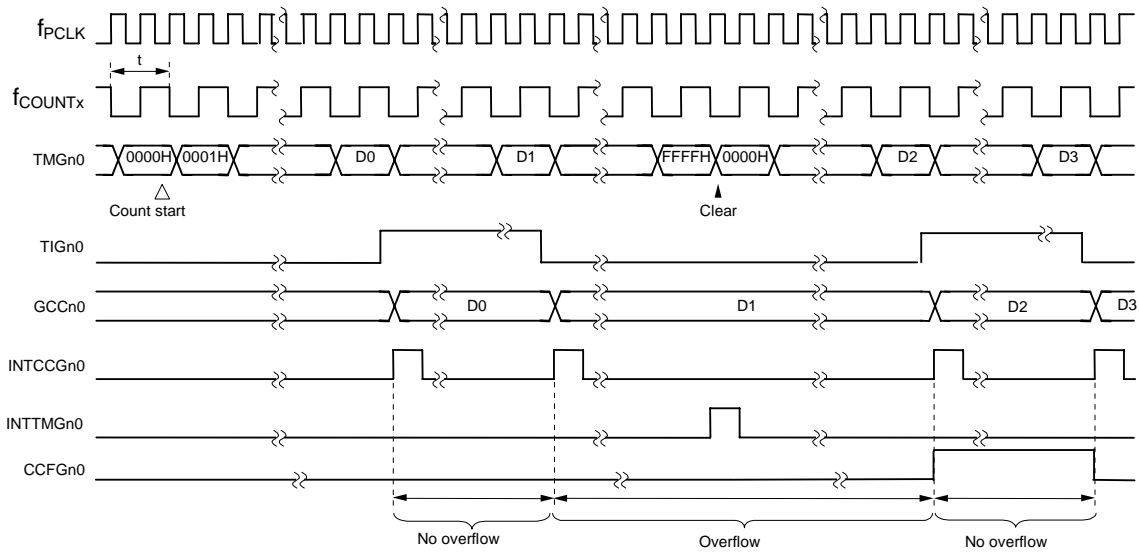 fPCLK
t
fCOUNTx
TMGn0 0000H 0001H D0 D1 FFFFH 0000H D2 D3
Count start Clear
TIGn0
GCCn0 D0 D1 D2 D3
INTCCGn0
INTTMGn0
CCFGn0
No overflow Overflow No overflow